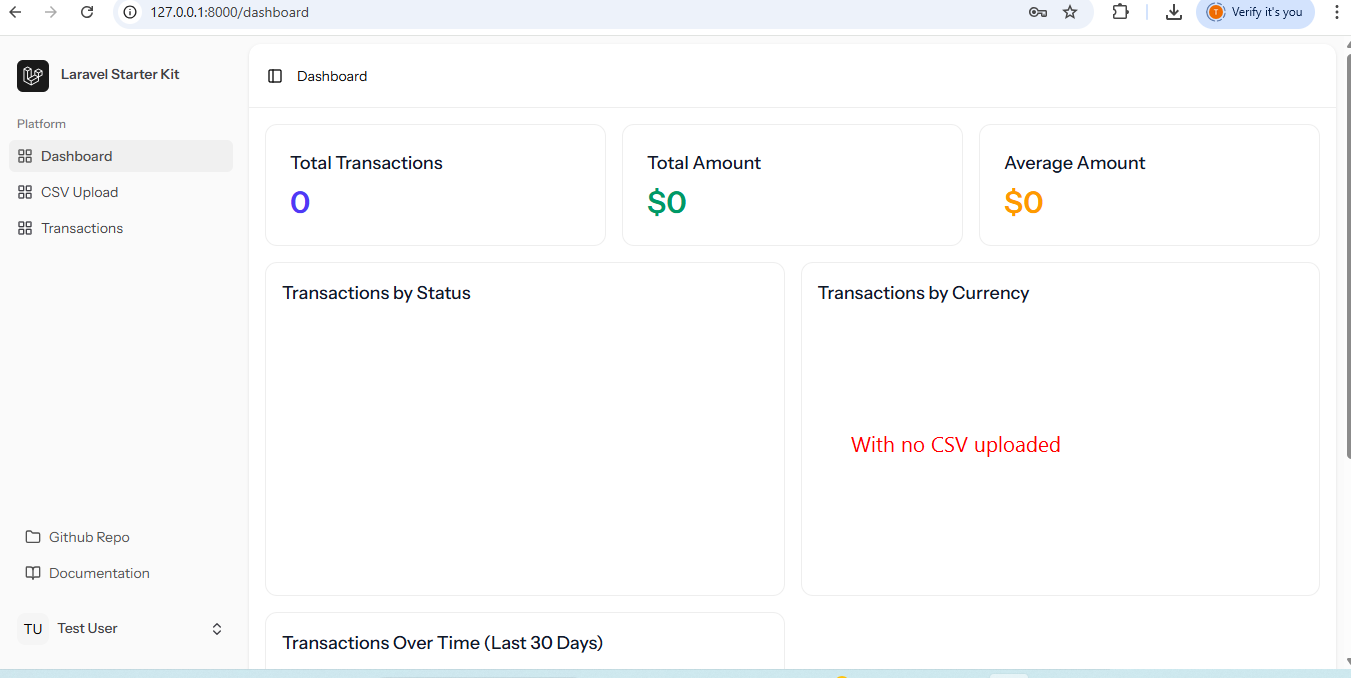 127.0.0.1:8000/dashboard
T
Verify it's you
Laravel Starter Kit
Platform
Dashboard
CSV Upload
Transactions
Github Repo
Documentation
TU
Test User
Dashboard
Total Transactions
0
Total Amount
$0
Average Amount
$0
Transactions by Status
Transactions by Currency
With no CSV uploaded
Transactions Over Time (Last 30 Days)